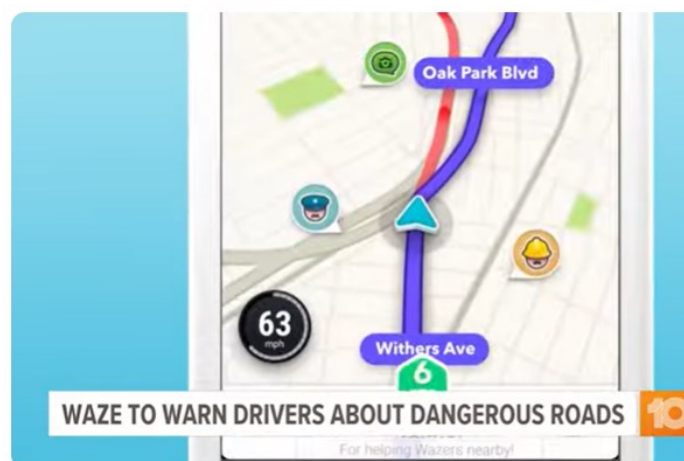 Oak Park Blvd
63
mph
Withers Ave
6
WAZE TO WARN DRIVERS ABOUT DANGEROUS ROADS
10
For helping Wazers nearby!